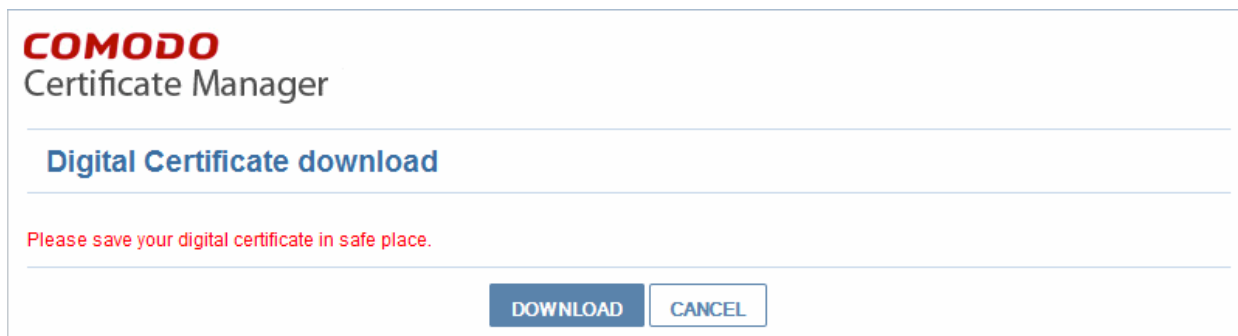 COMODO
Certificate Manager
Digital Certificate download
Please save your digital certificate in safe place.
DOWNLOAD CANCEL